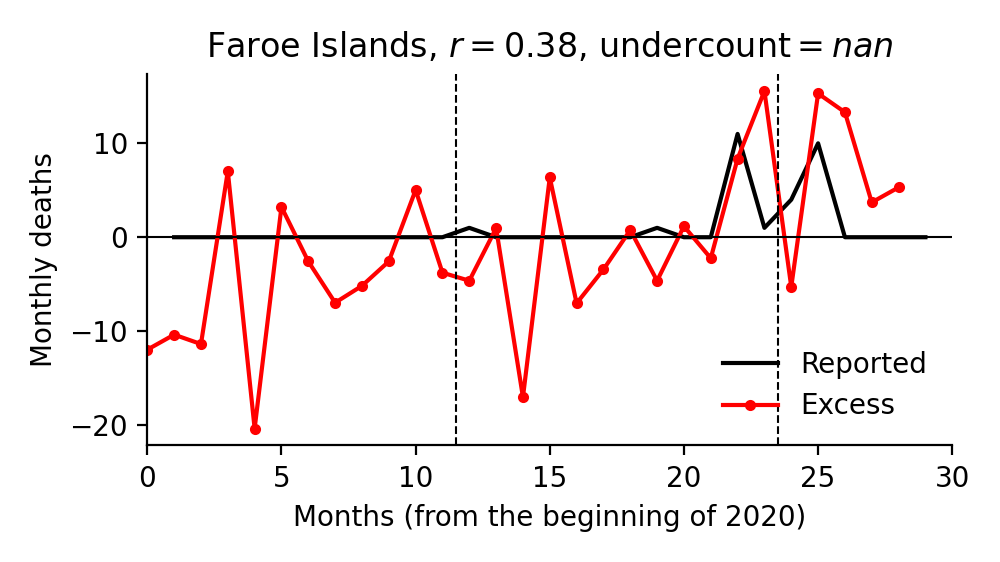 Faroe Islands, r = 0.38, undercount = nan
Monthly deaths
10
0
−10
−20
Reported
Excess
0 5 10 15 20 25 30
Months (from the beginning of 2020)